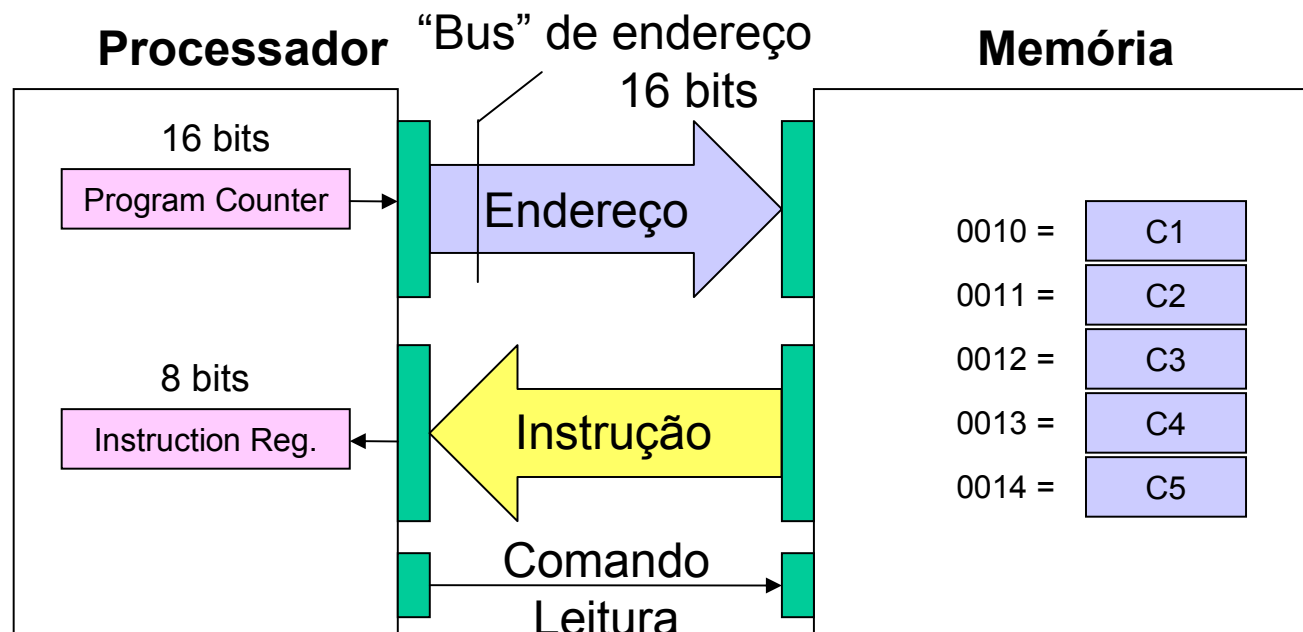 Processador
“Bus” de endereço
16 bits
Memória
16 bits
Program Counter
Endereço
8 bits
Instruction Reg.
Instrução
0010 = C1
0011 = C2
0012 = C3
0013 = C4
0014 = C5
Comando
Leitura